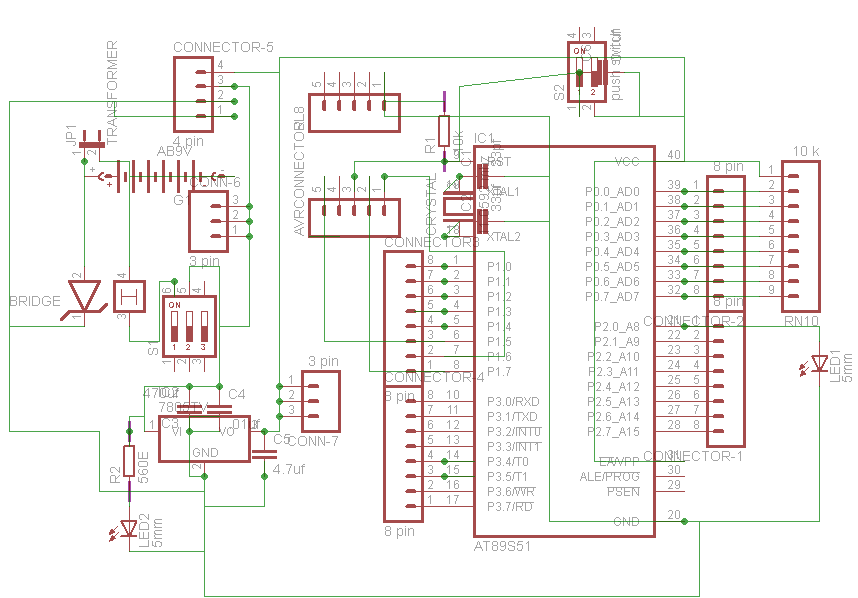 CONNECTOR-5
TRANSFORMER
JP1
4 3 2 1
4 pin
AB9V
G1
CONN-6
3 2 1
3 pin
BRIDGE
2
1
4
3
S1
ON
1 2 3
6 5 4
1 2 3
470uf
C4
7805TV
C3
VI
VO
GND
C5
4.7uf
R2
560E
LED2
5mm
3 pin
1 2 3
CONN-7
5 4 3 2 1
5 4 3 2 1
AVRCONNECTOR
RL8
R1
10k
CRYSTAL
33pf
S2
ON
1 2
4 3
1 2
push switch
IC1
RST
XTAL1
XTAL2
CONNECTOR3
8 1 P1.0
7 2 P1.1
6 3 P1.2
5 4 P1.3
4 5 P1.4
3 6 P1.5
2 7 P1.6
1 8 P1.7
CONNECTOR-4
8 pin
8 10 P3.0/RXD
7 11 P3.1/TXD
6 12 P3.2/INT0
5 13 P3.3/INT1
4 14 P3.4/T0
3 15 P3.5/T1
2 16 P3.6/WR
1 17 P3.7/RD
8 pin
AT89S51
VCC 40
P0.0_AD0 39 1
P0.1_AD1 38 2
P0.2_AD2 37 3
P0.3_AD3 36 4
P0.4_AD4 35 5
P0.5_AD5 34 6
P0.6_AD6 33 7
P0.7_AD7 32 8
8 pin
8 pin
CONNECTOR-2
P2.0_A8 21 1
P2.1_A9 22 2
P2.2_A10 23 3
P2.3_A11 24 4
P2.4_A12 25 5
P2.5_A13 26 6
P2.6_A14 27 7
P2.7_A15 28 8
CONNECTOR-1
EA/VPP 31
ALE/PROG 30
PSEN 29
GND 20
10 k
1
2
3
4
5
6
7
8
9
RN10
LED1
5mm